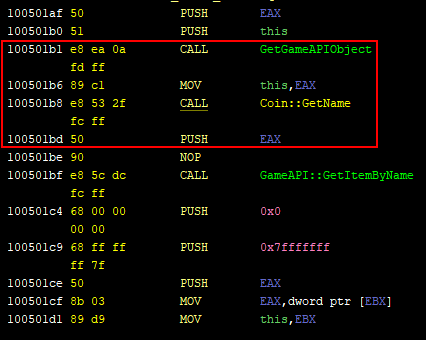 100501af 50 PUSH EAX
100501b0 51 PUSH this
100501b1 e8 ea 0a CALL GetGameAPIObject
fd ff
100501b6 89 c1 MOV this,EAX
100501b8 e8 53 2f CALL Coin::GetName
fc ff
100501bd 50 PUSH EAX
100501be 90 NOP
100501bf e8 5c dc CALL GameAPI::GetItemByName
fc ff
100501c4 68 00 00 PUSH 0x0
00 00
100501c9 68 ff ff PUSH 0x7fffffff
ff 7f
100501ce 50 PUSH EAX
100501cf 8b 03 MOV EAX,dword ptr [EBX]
100501d1 89 d9 MOV this,EBX